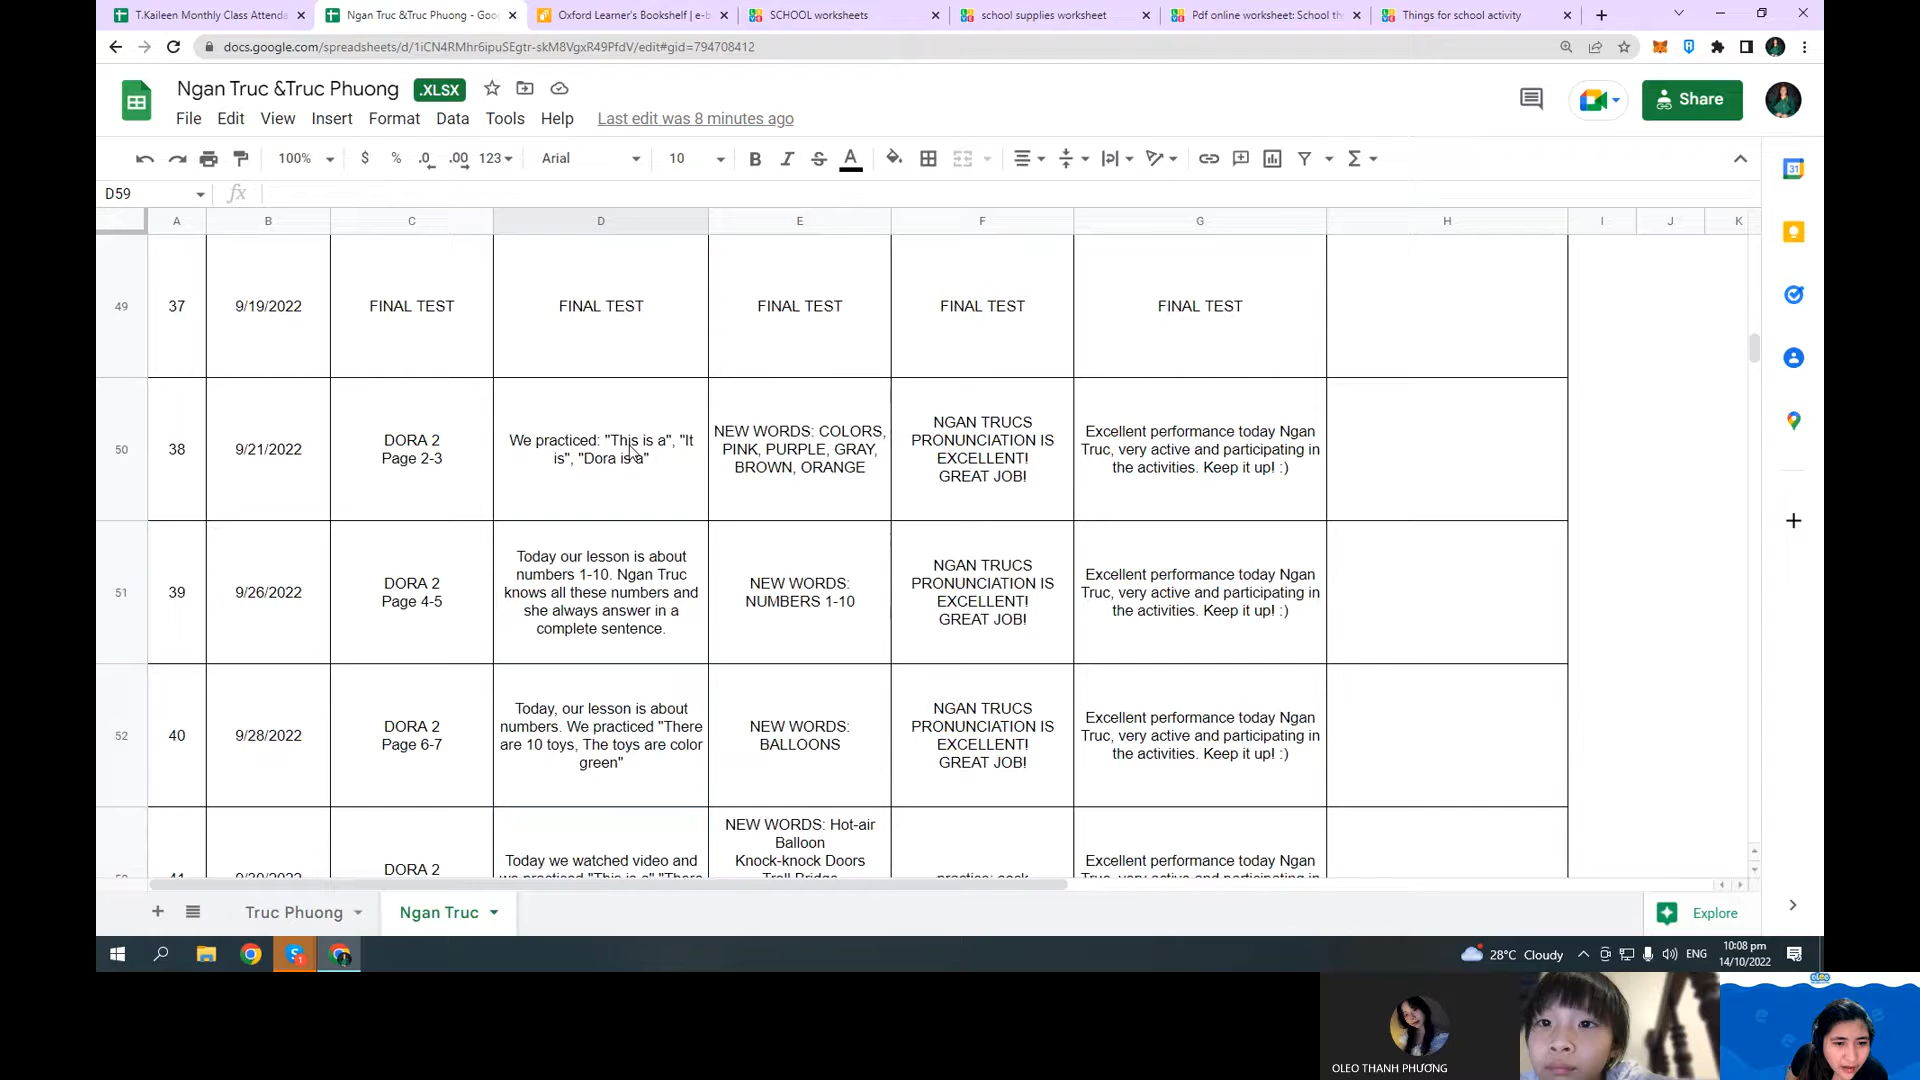 T.Kaileen Monthly Class Attenda
Ngan Truc &Truc Phuong - Goo
Oxford Learner's Bookshelf | e-b
SCHOOL worksheets
school supplies worksheet
Pdf online worksheet: School th
Things for school activity
docs.google.com/spreadsheets/d/1iCN4RMhr6ipuSEgtr-skM8VgxR49PfdV/edit#gid=794708412
Ngan Truc &Truc Phuong
.XLSX
File Edit View Insert Format Data Tools Help Last edit was 8 minutes ago
Share
100% $ % .0 .00 123 Arial 10 B I S A
D59 fx
A B C D E F G H I J K
49 37 9/19/2022 FINAL TEST FINAL TEST FINAL TEST FINAL TEST FINAL TEST
50 38 9/21/2022
DORA 2
Page 2-3
We practiced: "This is a", "It
is", "Dora is a"
NEW WORDS: COLORS,
PINK, PURPLE, GRAY,
BROWN, ORANGE
NGAN TRUCS
PRONUNCIATION IS
EXCELLENT!
GREAT JOB!
Excellent performance today Ngan
Truc, very active and participating in
the activities. Keep it up! :)
51 39 9/26/2022
DORA 2
Page 4-5
Today our lesson is about
numbers 1-10. Ngan Truc
knows all these numbers and
she always answer in a
complete sentence.
NEW WORDS:
NUMBERS 1-10
NGAN TRUCS
PRONUNCIATION IS
EXCELLENT!
GREAT JOB!
Excellent performance today Ngan
Truc, very active and participating in
the activities. Keep it up! :)
52 40 9/28/2022
DORA 2
Page 6-7
Today, our lesson is about
numbers. We practiced "There
are 10 toys, The toys are color
green"
NEW WORDS:
BALLOONS
NGAN TRUCS
PRONUNCIATION IS
EXCELLENT!
GREAT JOB!
Excellent performance today Ngan
Truc, very active and participating in
the activities. Keep it up! :)
DORA 2
Today we watched video and
NEW WORDS: Hot-air
Balloon
Knock-knock Doors
Troll Bridge
Excellent performance today Ngan
Truc Phuong
Ngan Truc
Explore
28°C Cloudy
ENG
10:08 pm
14/10/2022
31
OLEO THANH PHƯƠNG
oleo